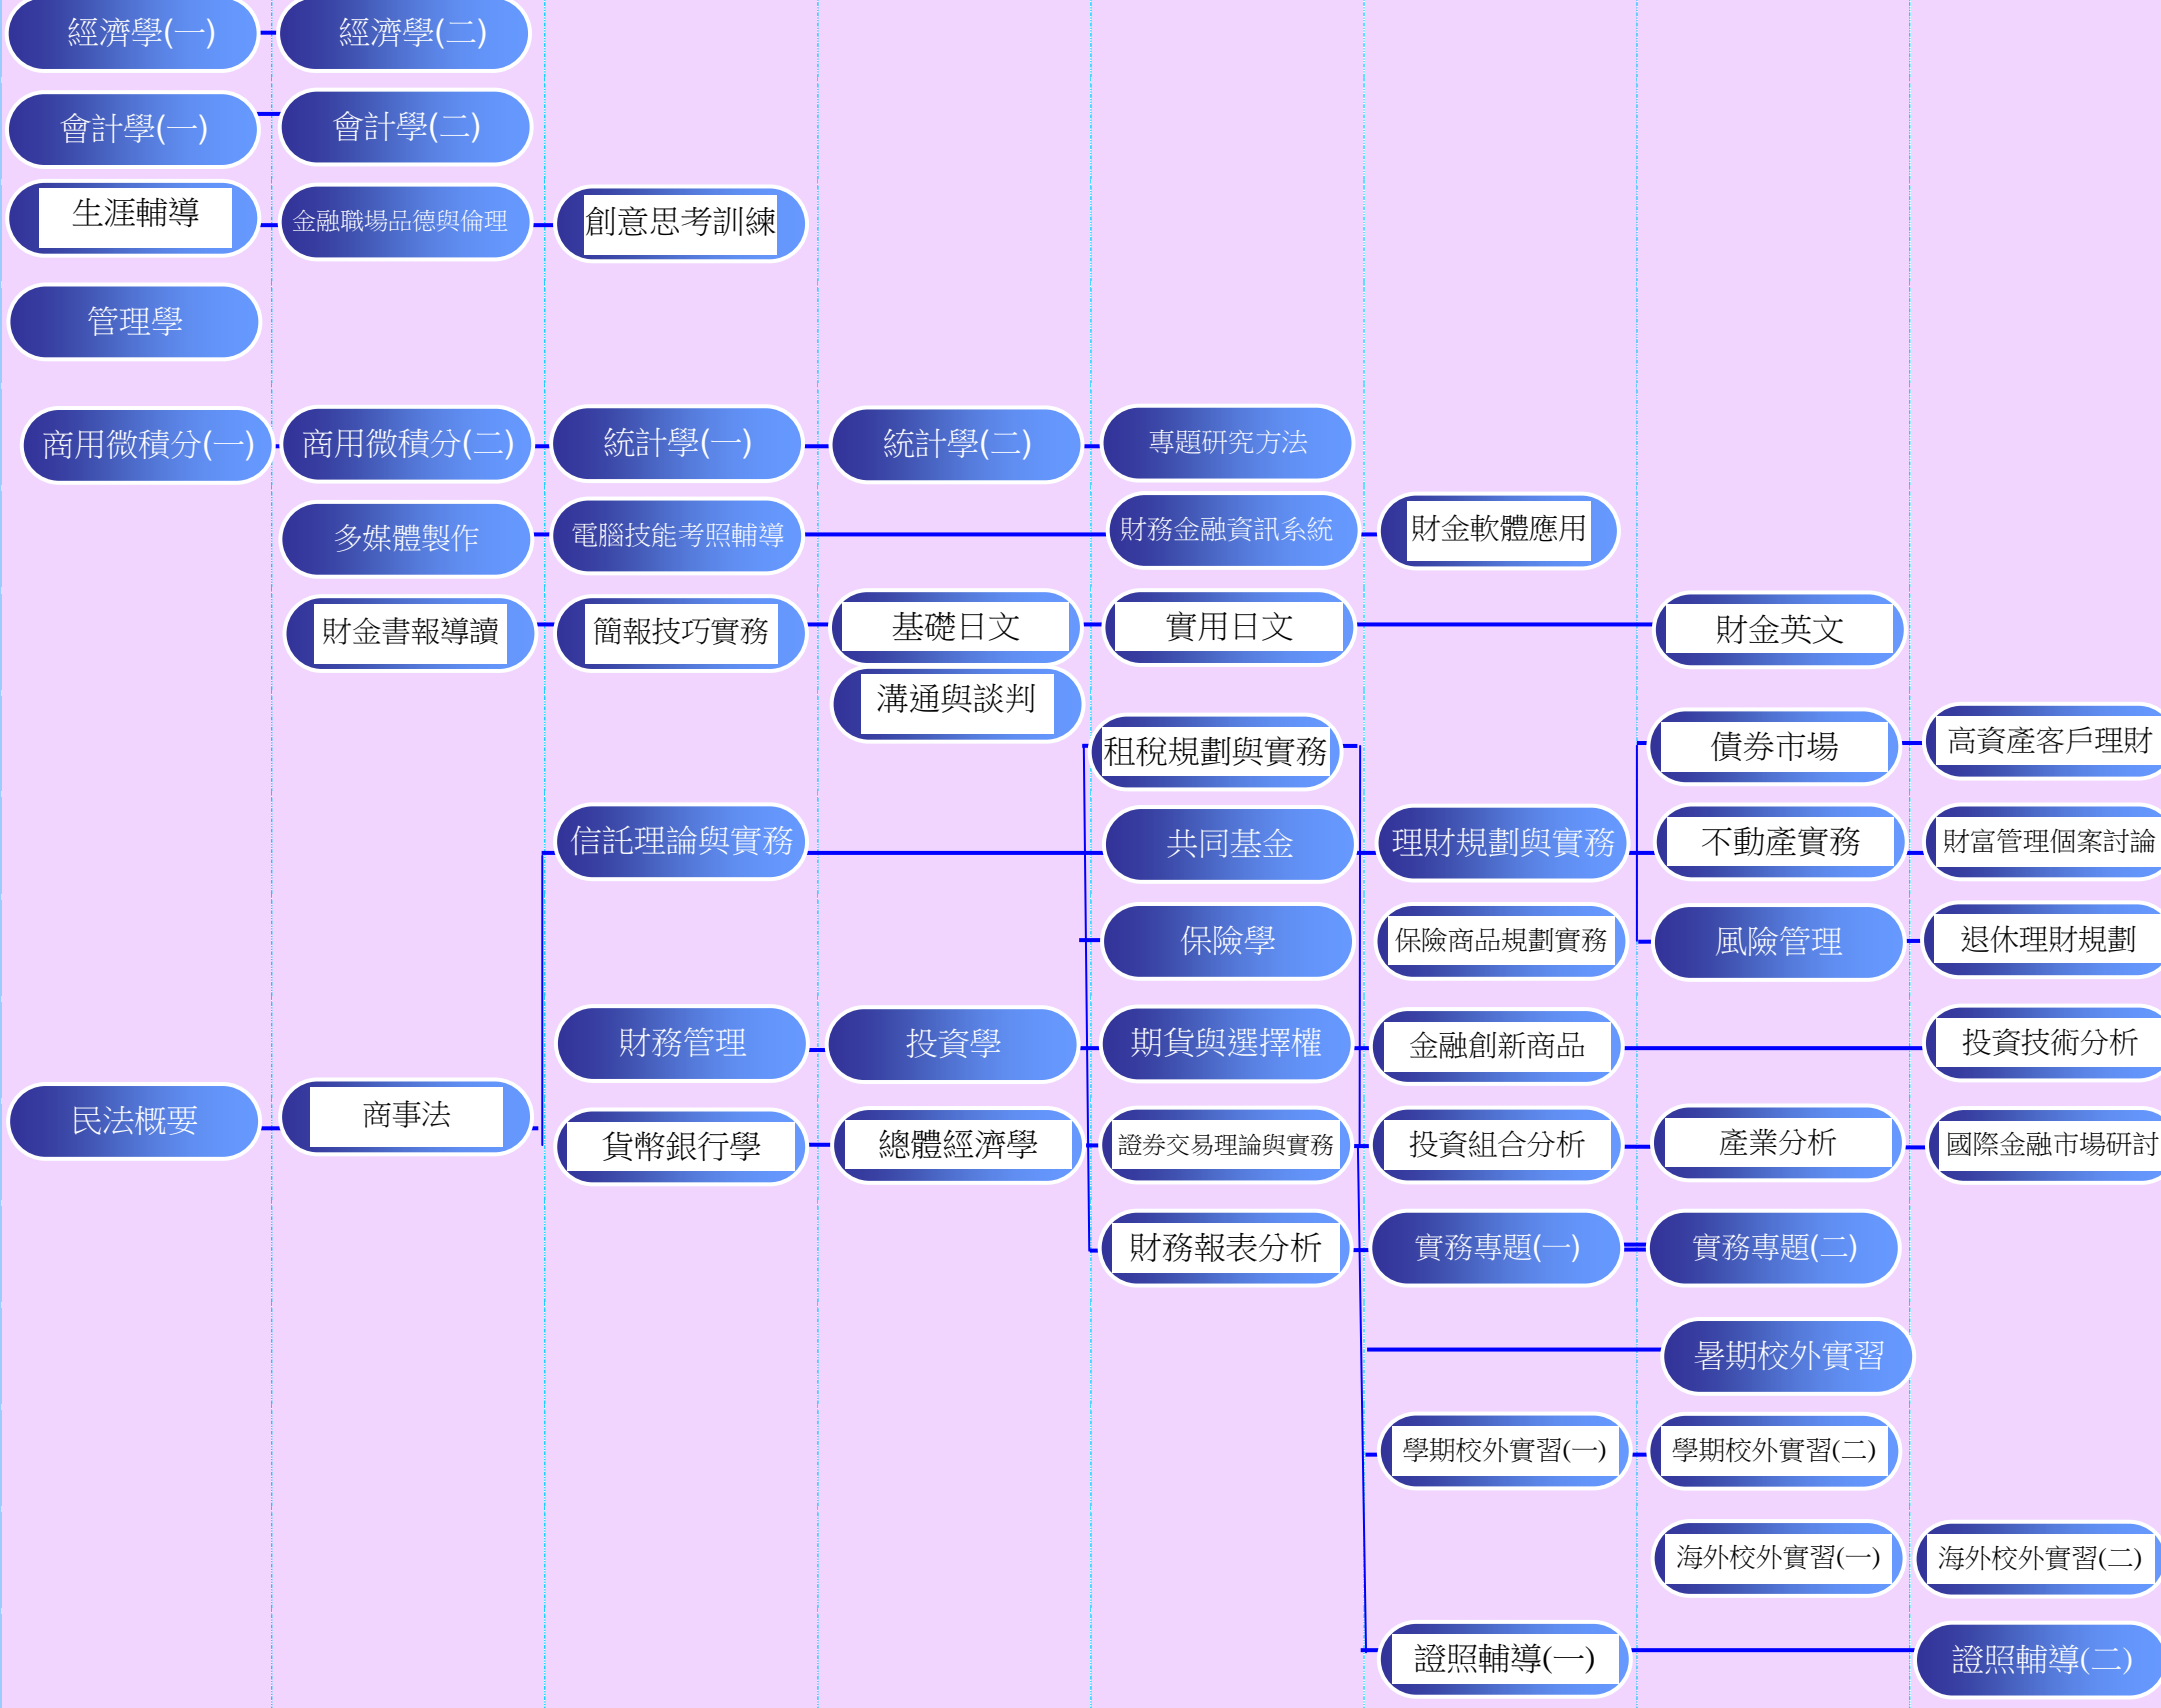 經濟學(一)
經濟學(二)
會計學(一)
會計學(二)
生涯輔導
金融職場品德與倫理
創意思考訓練
管理學
商用微積分(一)
商用微積分(二)
統計學(一)
統計學(二)
專題研究方法
多媒體製作
電腦技能考照輔導
財務金融資訊系統
財金軟體應用
財金書報導讀
簡報技巧實務
基礎日文
實用日文
財金英文
溝通與談判
租稅規劃與實務
債券市場
高資產客戶理財
信託理論與實務
共同基金
理財規劃與實務
不動產實務
財富管理個案討論
保險學
保險商品規劃實務
風險管理
退休理財規劃
財務管理
投資學
期貨與選擇權
金融創新商品
投資技術分析
民法概要
商事法
貨幣銀行學
總體經濟學
證券交易理論與實務
投資組合分析
產業分析
國際金融市場研討
財務報表分析
實務專題(一)
實務專題(二)
暑期校外實習
學期校外實習(一)
學期校外實習(二)
海外校外實習(一)
海外校外實習(二)
證照輔導(一)
證照輔導(二)